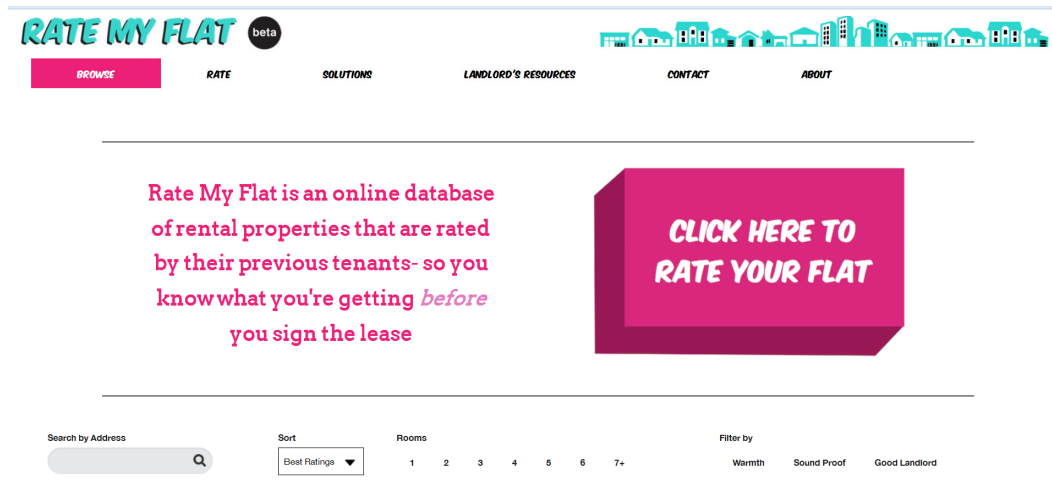 RATE MY FLAT beta
BROWSE RATE SOLUTIONS LANDLORD'S RESOURCES CONTACT ABOUT
Rate My Flat is an online database
of rental properties that are rated
by their previous tenants- so you
know what you're getting before
you sign the lease
CLICK HERE TO
RATE YOUR FLAT
Search by Address Sort Rooms Filter by
Best Ratings 1 2 3 4 5 6 7+ Warmth Sound Proof Good Landlord